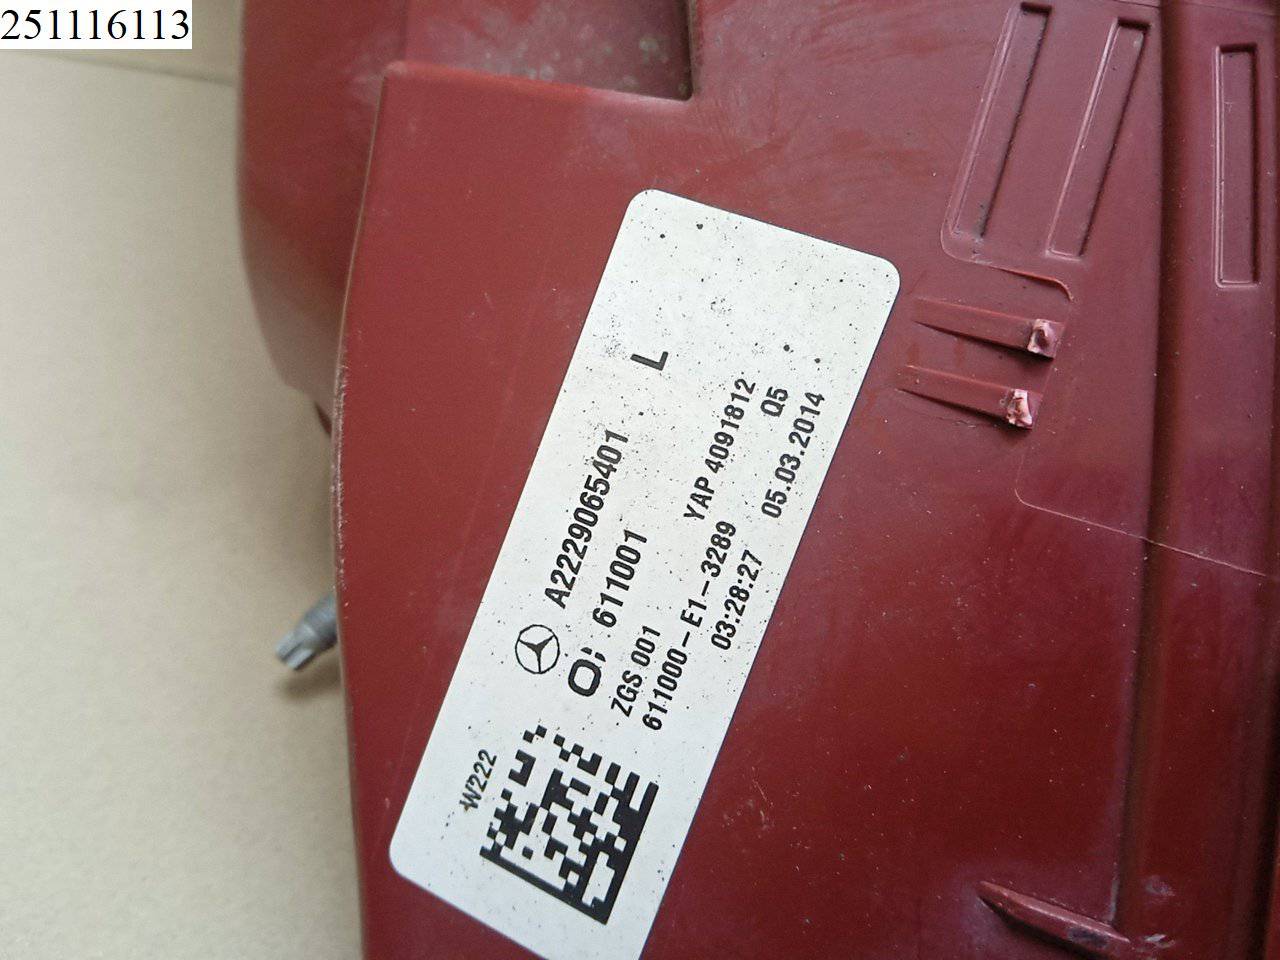 251116113
W222
A2229065401 L
611001
ZGS 001 YAP 4091812
611000-E1-3289 Q5
03:28:27 05.03.2014